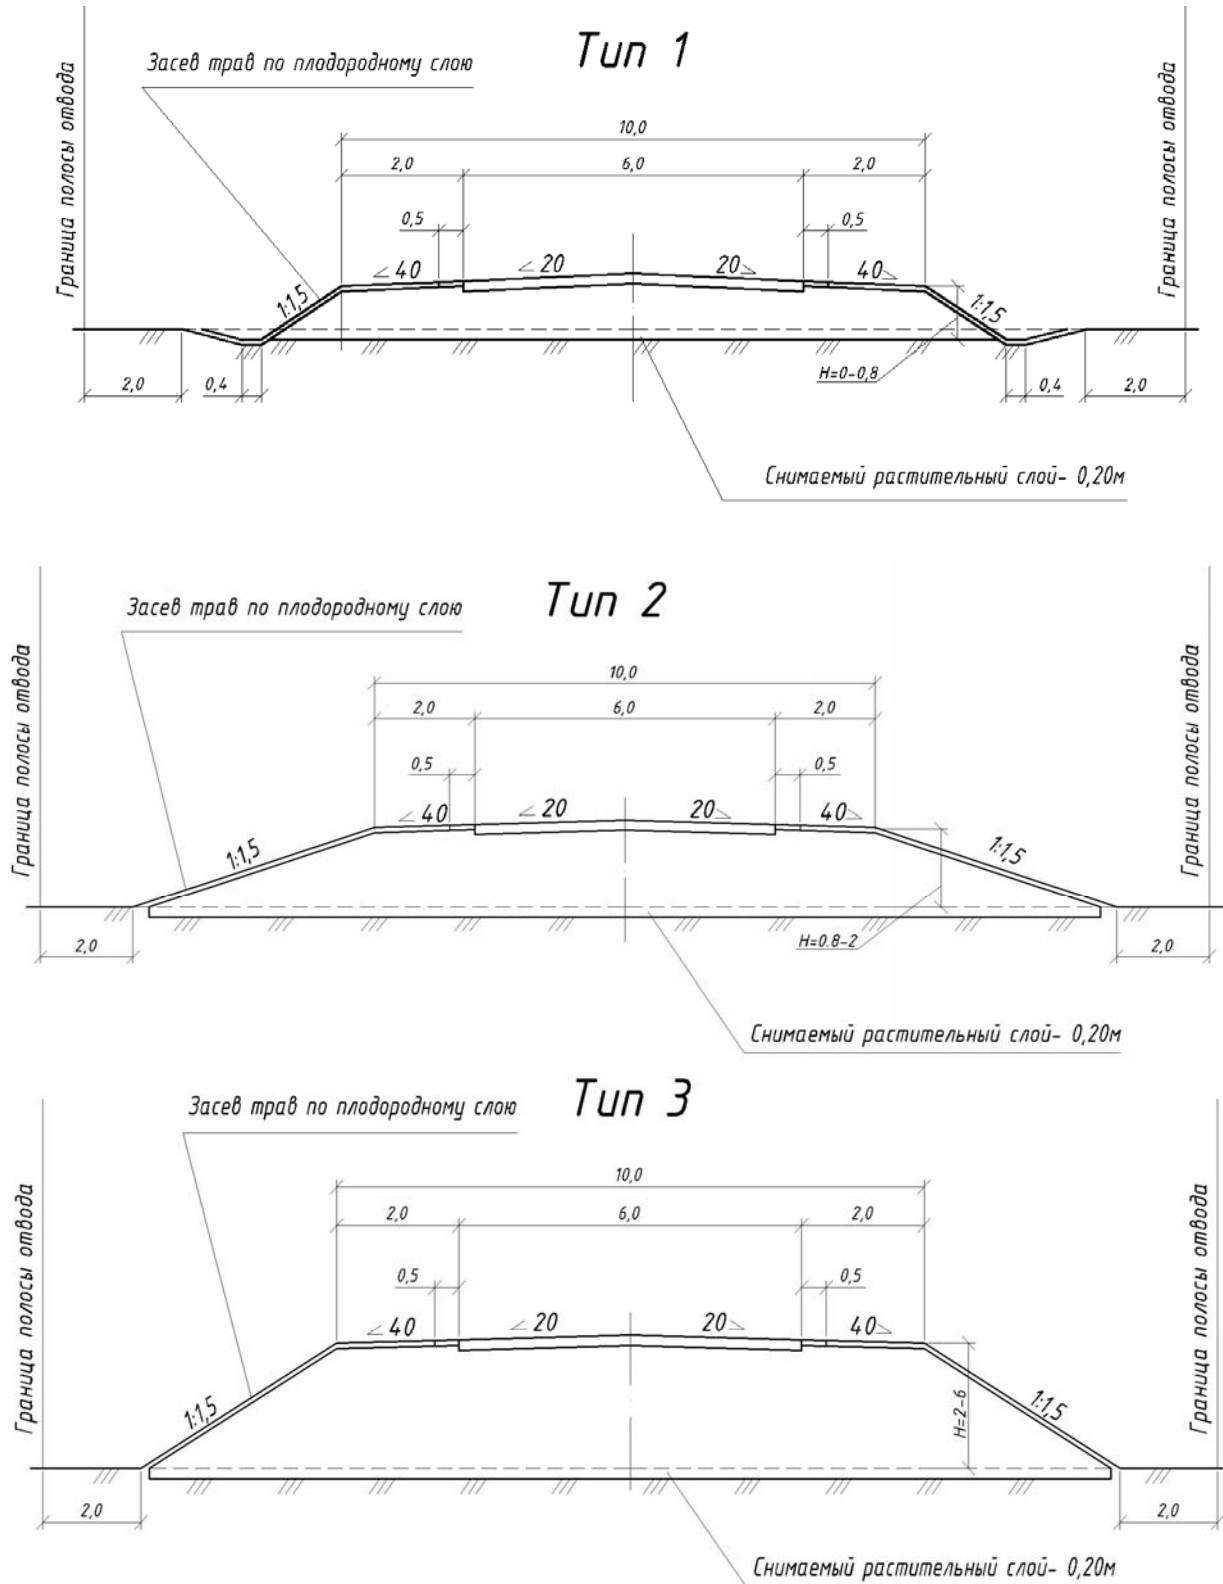 Тип 1
Засев трав по плодородному слою
Граница полосы отвода
Граница полосы отвода
10,0
2,0
6,0
2,0
0,5
0,5
40
20
20
40
1:1,5
1:1,5
H=0-0,8
2,0
0,4
0,4
2,0
Снимаемый растительный слой- 0,20м
Тип 2
Засев трав по плодородному слою
Граница полосы отвода
Граница полосы отвода
10,0
2,0
6,0
2,0
0,5
0,5
40
20
20
40
1:1,5
1:1,5
H=0.8-2
2,0
2,0
Снимаемый растительный слой- 0,20м
Тип 3
Засев трав по плодородному слою
Граница полосы отвода
Граница полосы отвода
10,0
2,0
6,0
2,0
0,5
0,5
40
20
20
40
1:1,5
1:1,5
H=2-6
2,0
2,0
Снимаемый растительный слой- 0,20м